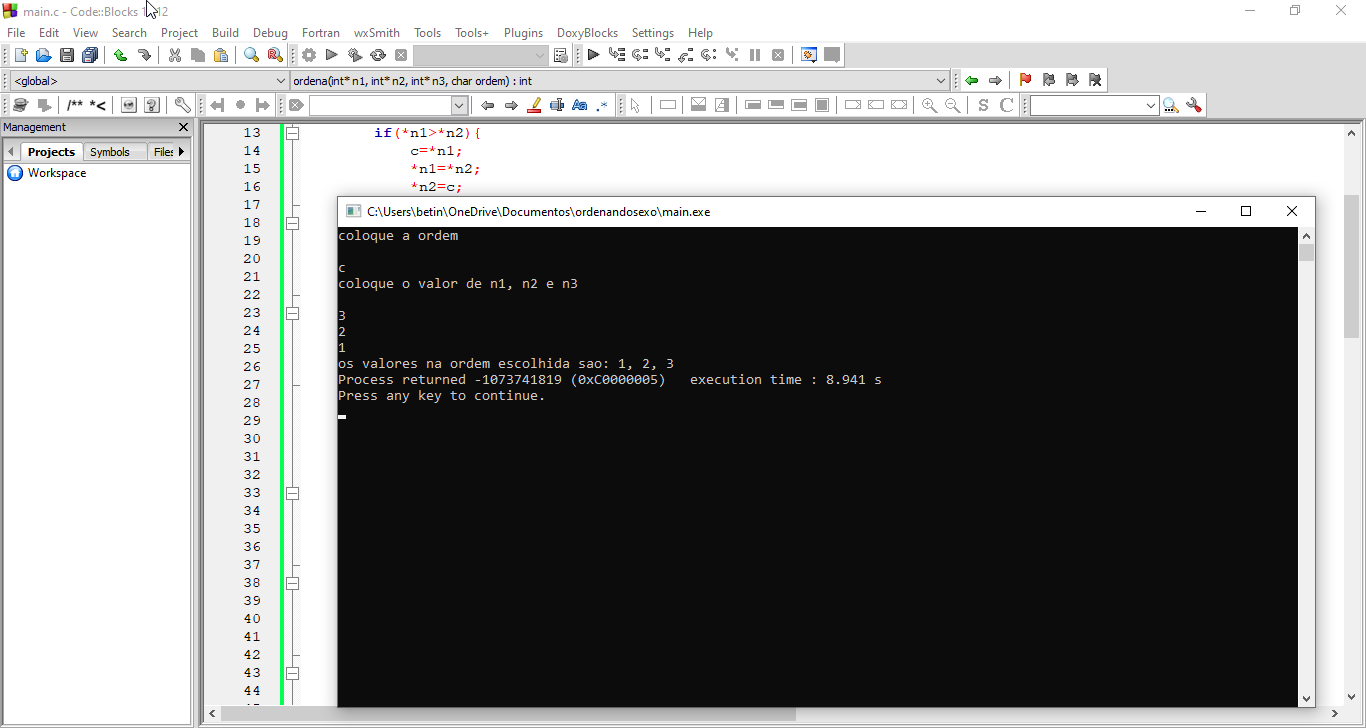 main.c - Code::Blocks 1 12
File Edit View Search Project Build Debug Fortran wxSmith Tools Tools+ Plugins DoxyBlocks Settings Help
<global> ordena(int* n1, int* n2, int* n3, char ordem) : int
/** *<
Aa .* S C
Management
Projects Symbols Files
Workspace
13 if(*n1>*n2){
14 c=*n1;
15 *n1=*n2;
16 *n2=c;
17
18
19
20
21
22
23
24
25
26
27
28
29
30
31
32
33
34
35
36
37
38
39
40
41
42
43
44
C:\Users\betin\OneDrive\Documentos\ordenandosexo\main.exe
coloque a ordem
c
coloque o valor de n1, n2 e n3
3
2
1
os valores na ordem escolhida sao: 1, 2, 3
Process returned -1073741819 (0xC0000005) execution time : 8.941 s
Press any key to continue.